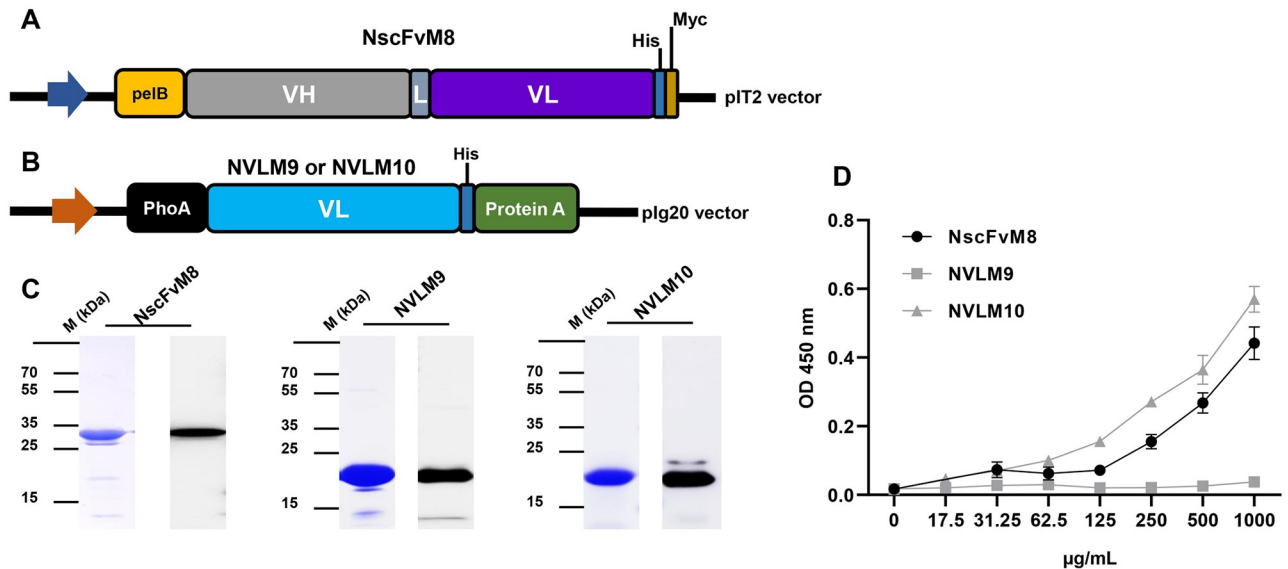 A
NscFvM8
His
Myc
pelB
VH
L
VL
pIT2 vector
B
NVLM9 or NVLM10
His
PhoA
VL
Protein A
pIg20 vector
C
M (kDa)
NscFvM8
70
55
35
25
15
M (kDa)
NVLM9
70
55
35
25
15
M (kDa)
NVLM10
70
55
35
25
15
D
OD 450 nm
0.8
0.6
0.4
0.2
0.0
NscFvM8
NVLM9
NVLM10
0 17.5 31.25 62.5 125 250 500 1000
µg/mL